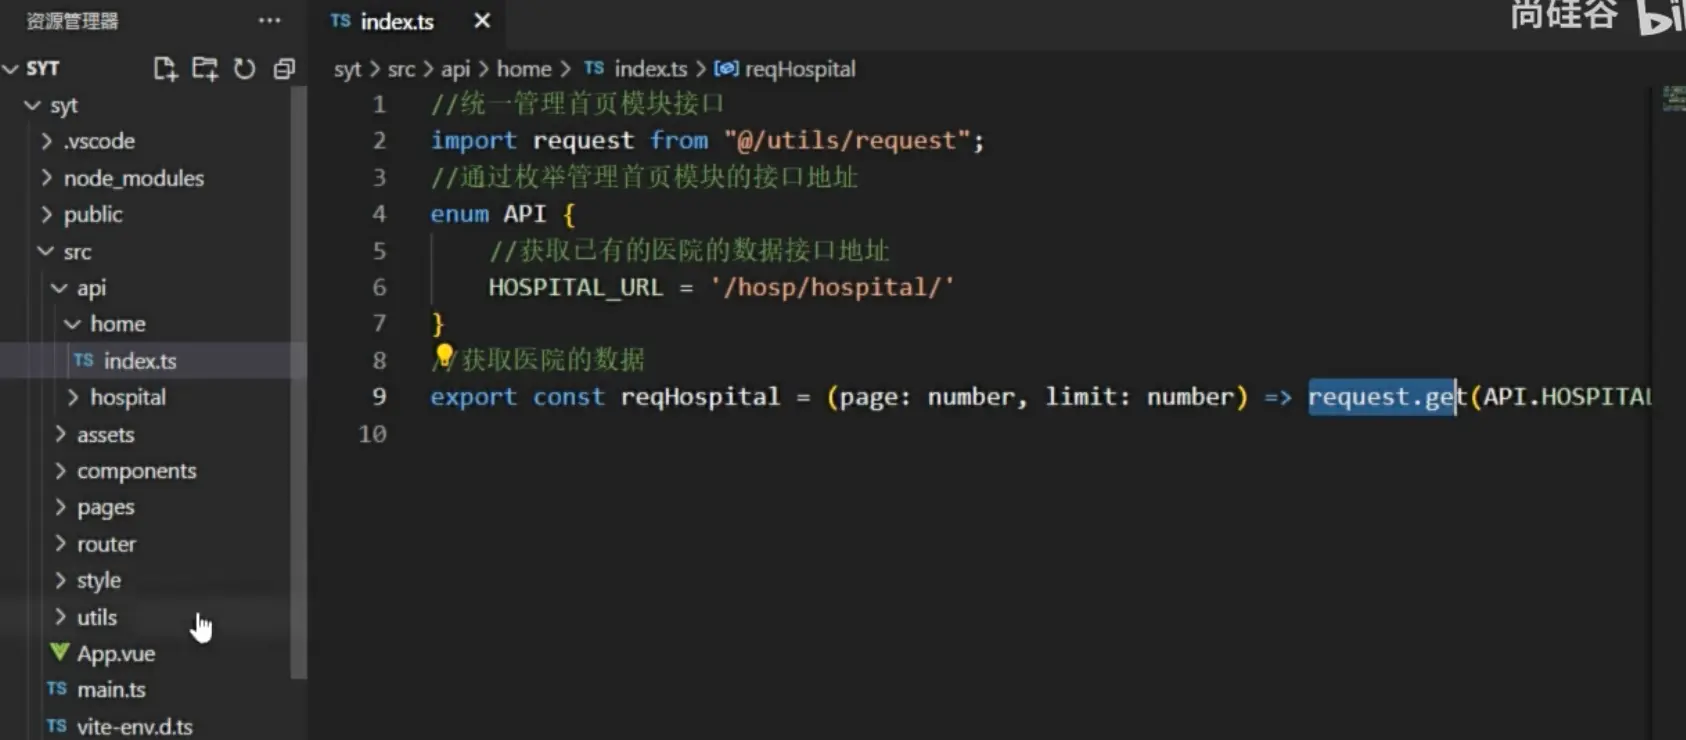 资源管理器
index.ts
尚硅谷
SYT
syt > src > api > home > TS index.ts > reqHospital
syt
.vscode
node_modules
public
src
api
home
TS index.ts
hospital
assets
components
pages
router
style
utils
App.vue
TS main.ts
TS vite-env.d.ts
1 //统一管理首页模块接口
2 import request from "@/utils/request";
3 //通过枚举管理首页模块的接口地址
4 enum API {
5 //获取已有的医院的数据接口地址
6 HOSPITAL_URL = '/hosp/hospital/'
7 }
8 //获取医院的数据
9 export const reqHospital = (page: number, limit: number) => request.get(API.HOSPITAL
10